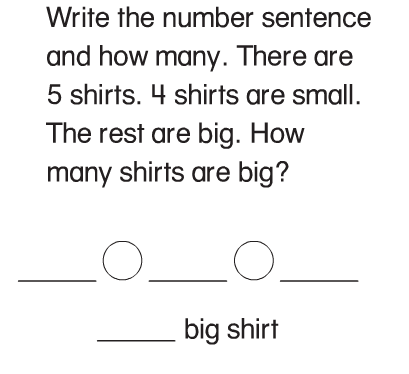 Write the number sentence
and how many. There are
5 shirts. 4 shirts are small.
The rest are big. How
many shirts are big?
big shirt